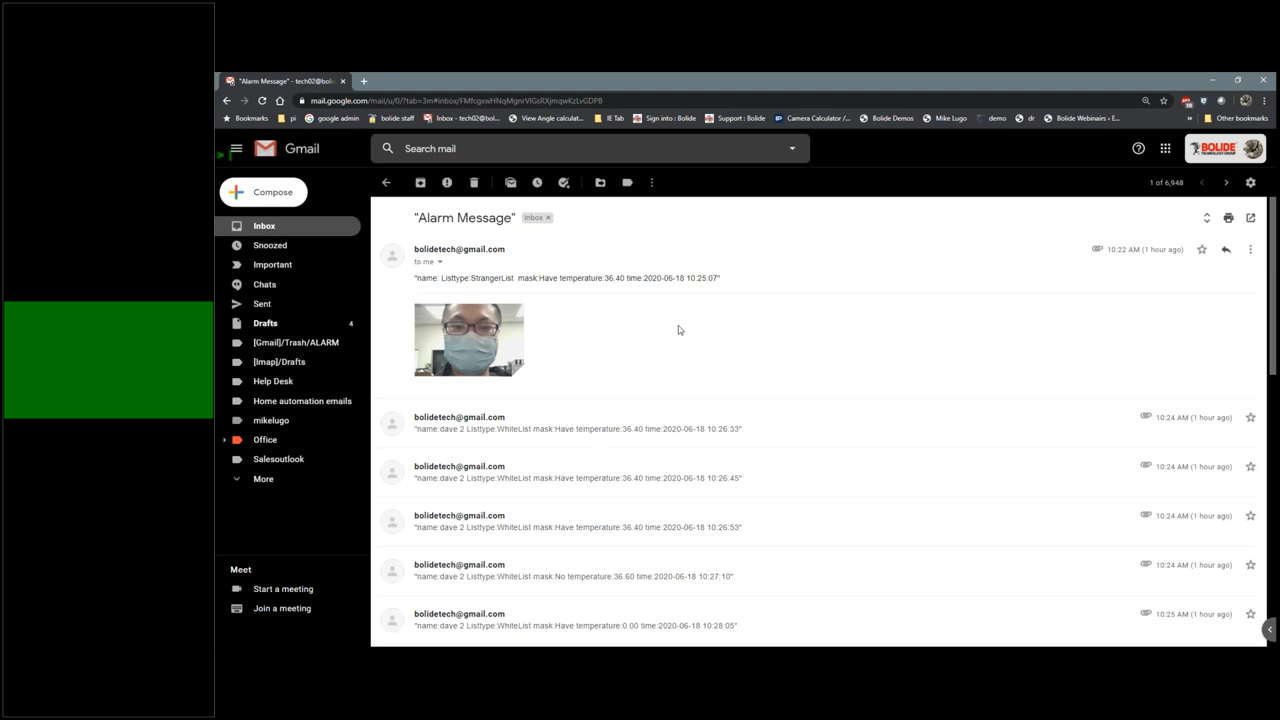 "Alarm Message" - tech02@boli
mail.google.com/mail/u/0/?tab=3m#inbox/
Bookmarks pi google admin bolide staff Inbox - tech02@bol... View Angle calculat... IE Tab Sign into : Bolide Support : Bolide Camera Calculator /... Bolide Demos Mike Lugo demo dr Bolide Webinairs • E... » Other bookmarks
Gmail
Search mail
BOLIDE
TECHNOLOGY GROUP
Compose
1 of 6,948
Inbox
Snoozed
Important
Chats
Sent
Drafts 4
[Gmail]/Trash/ALARM
[Imap]/Drafts
Help Desk
Home automation emails
mikelugo
Office
Salesoutlook
More
Meet
Start a meeting
Join a meeting
"Alarm Message" Inbox ×
bolidetech@gmail.com 10:22 AM (1 hour ago)
to me
"name: Listtype:StrangerList mask:Have temperature:36.40 time:2020-06-18 10:25:07"
bolidetech@gmail.com 10:24 AM (1 hour ago)
"name:dave 2 Listtype:WhiteList mask:Have temperature:36.40 time:2020-06-18 10:26:33"
bolidetech@gmail.com 10:24 AM (1 hour ago)
"name:dave 2 Listtype:WhiteList mask:Have temperature:36.40 time:2020-06-18 10:26:45"
bolidetech@gmail.com 10:24 AM (1 hour ago)
"name:dave 2 Listtype:WhiteList mask:Have temperature:36.40 time:2020-06-18 10:26:53"
bolidetech@gmail.com 10:24 AM (1 hour ago)
"name:dave 2 Listtype:WhiteList mask:No temperature:36.60 time:2020-06-18 10:27:10"
bolidetech@gmail.com 10:25 AM (1 hour ago)
"name:dave 2 Listtype:WhiteList mask:Have temperature:0.00 time:2020-06-18 10:28:05"